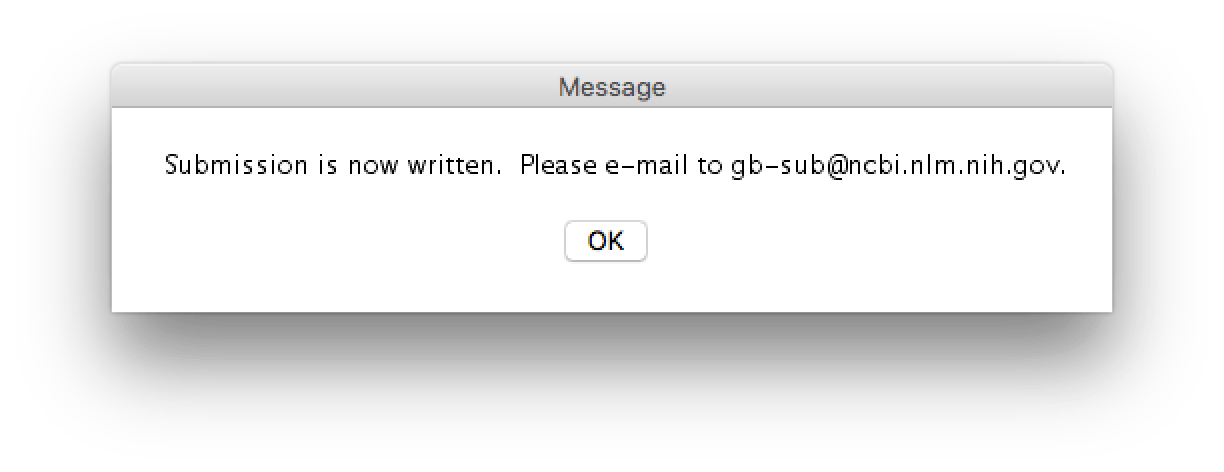 Message
Submission is now written.  Please e-mail to gb-sub@ncbi.nlm.nih.gov.
OK